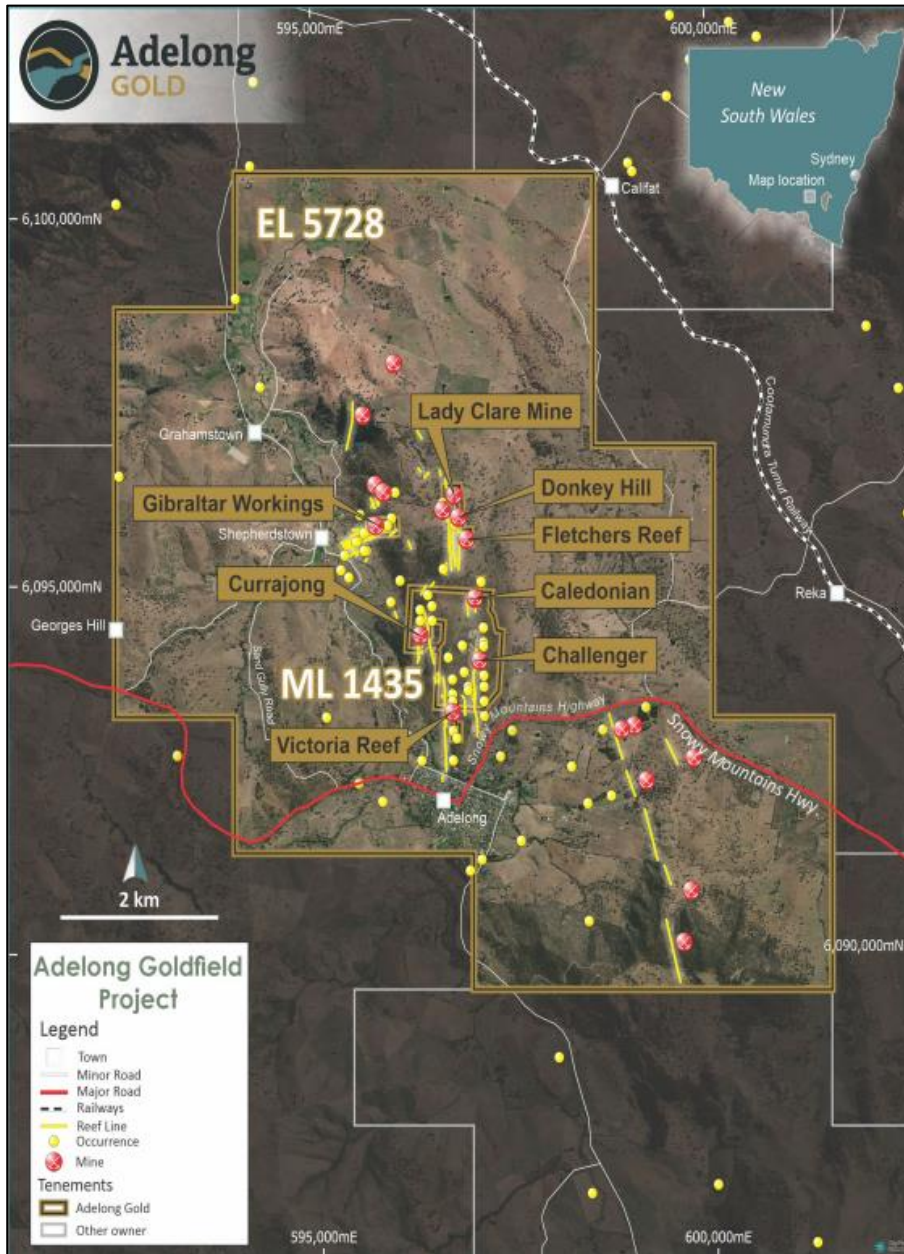 Adelong
GOLD
595,000mE
600,000mE
New
South Wales
Sydney
Map location
Califat
6,100,000mN
EL 5728
Cootamungra Tumut Railway
Lady Clare Mine
Grahamstown
Gibraltar Workings
Donkey Hill
Shepherdstown
Fletchers Reef
Currajong
Caledonian
6,095,000mN
Reka
Georges Hill
Challenger
ML 1435
Sand Gully Road
Snowy Mountains Highway
Victoria Reef
Snowy Mountains Hwy
Adelong
2 km
6,090,000mN
Adelong Goldfield
Project
Legend
Town
Minor Road
Major Road
Railways
Reef Line
Occurrence
Mine
Tenements
Adelong Gold
Other owner
595,000mE
600,000mE